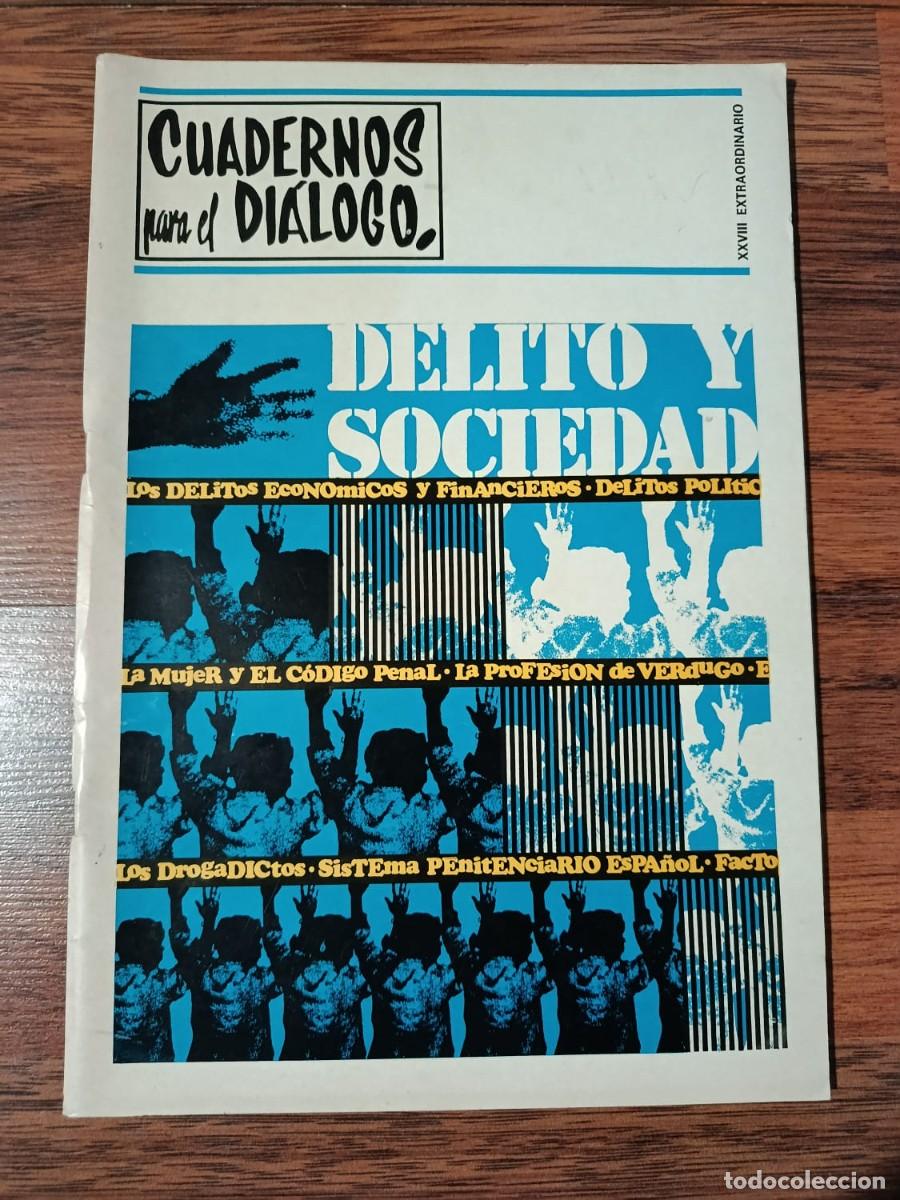 CUADERNOS
para el DIÁLOGO.
XXVIII EXTRAORDINARIO
DELITO Y
SOCIEDAD
LOS DELITOS ECONOMICOS Y FINANCIEROS · DELITOS POLITIC
LA MUJER Y EL CÓDIGO PENAL · LA PROFESION de VERDUGO · E
LOS DROGADICTOS · SISTEMA PENITENCIARIO ESPAÑOL · FACTO
todocoleccion